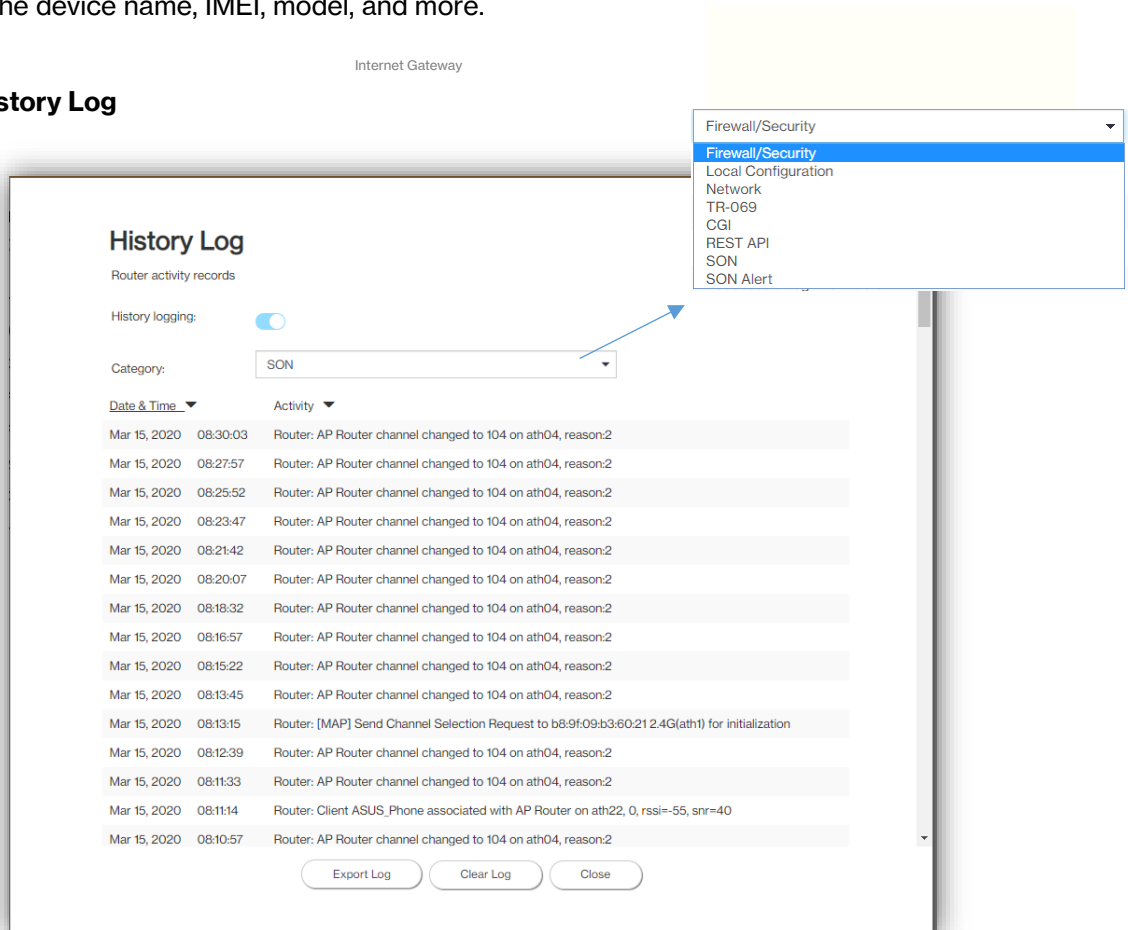 he device name, IMEI, model, and more.
Internet Gateway
story Log
Firewall/Security
Firewall/Security
Local Configuration
Network
TR-069
CGI
REST API
SON
SON Alert
History Log
Router activity records
History logging:
Category: SON
Date & Time Activity
Mar 15, 2020 08:30:03 Router: AP Router channel changed to 104 on ath04, reason:2
Mar 15, 2020 08:27:57 Router: AP Router channel changed to 104 on ath04, reason:2
Mar 15, 2020 08:25:52 Router: AP Router channel changed to 104 on ath04, reason:2
Mar 15, 2020 08:23:47 Router: AP Router channel changed to 104 on ath04, reason:2
Mar 15, 2020 08:21:42 Router: AP Router channel changed to 104 on ath04, reason:2
Mar 15, 2020 08:20:07 Router: AP Router channel changed to 104 on ath04, reason:2
Mar 15, 2020 08:18:32 Router: AP Router channel changed to 104 on ath04, reason:2
Mar 15, 2020 08:16:57 Router: AP Router channel changed to 104 on ath04, reason:2
Mar 15, 2020 08:15:22 Router: AP Router channel changed to 104 on ath04, reason:2
Mar 15, 2020 08:13:45 Router: AP Router channel changed to 104 on ath04, reason:2
Mar 15, 2020 08:13:15 Router: [MAP] Send Channel Selection Request to b8:9f:09:b3:60:21 2.4G(ath1) for initialization
Mar 15, 2020 08:12:39 Router: AP Router channel changed to 104 on ath04, reason:2
Mar 15, 2020 08:11:33 Router: AP Router channel changed to 104 on ath04, reason:2
Mar 15, 2020 08:11:14 Router: Client ASUS_Phone associated with AP Router on ath22, 0, rssi=-55, snr=40
Mar 15, 2020 08:10:57 Router: AP Router channel changed to 104 on ath04, reason:2
Export Log Clear Log Close